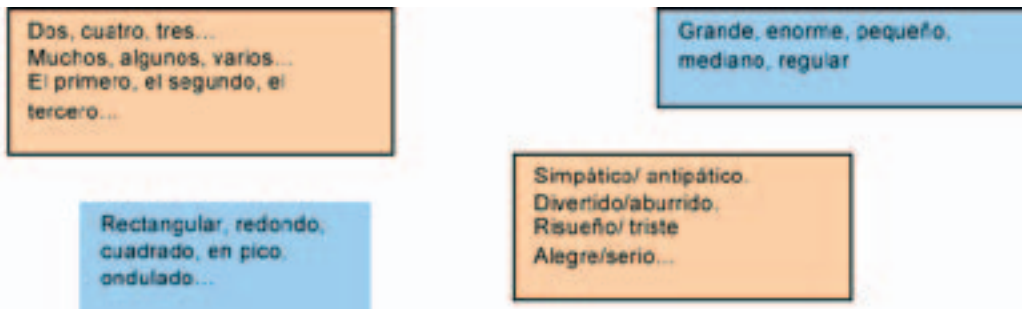 Dos, cuatro, tres...
Muchos, algunos, varios...
El primero, el segundo, el
tercero...
Grande, enorme, pequeño,
mediano, regular
Simpático/ antipático.
Divertido/aburrido.
Risueño/ triste
Alegre/serio...
Rectangular, redondo,
cuadrado, en pico,
ondulado...